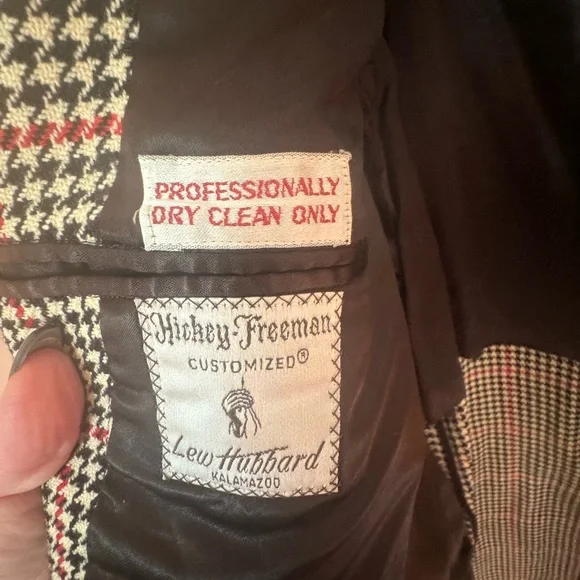 PROFESSIONALLY
DRY CLEAN ONLY
Hickey-Freeman
CUSTOMIZED®
Lew Hubbard
KALAMAZOO